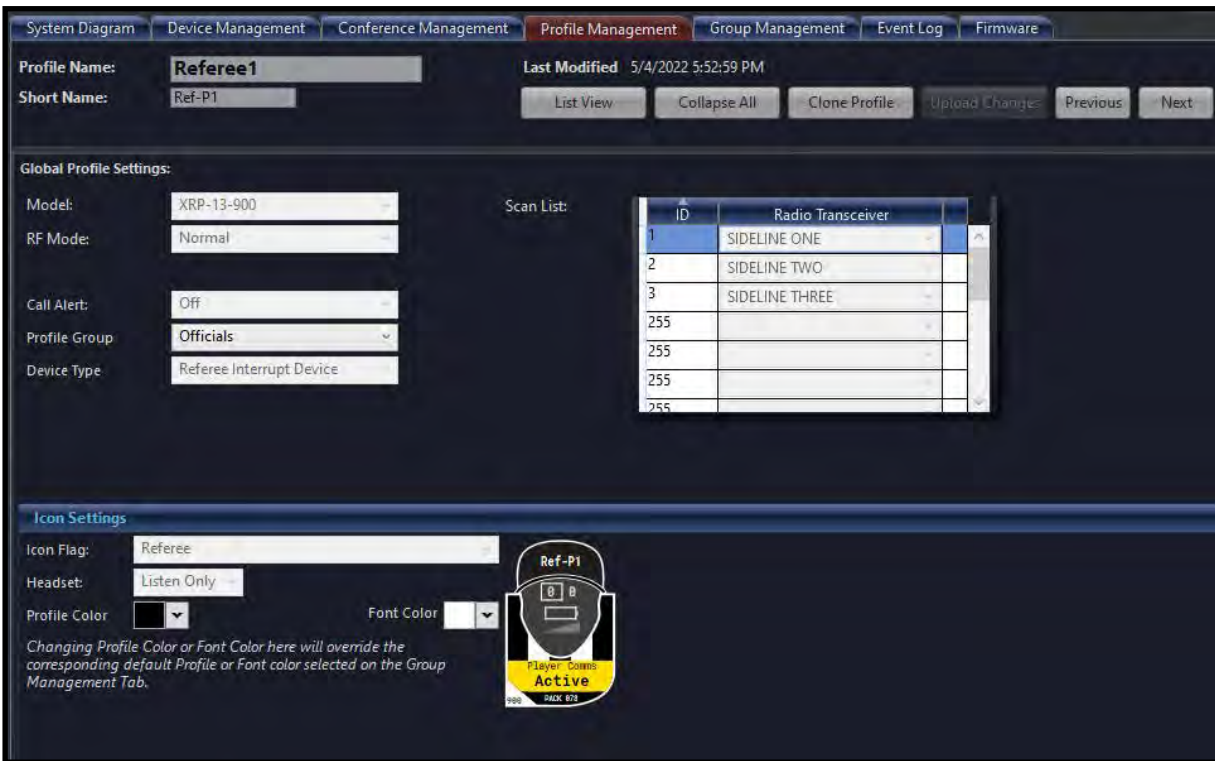 System Diagram Device Management Conference Management Profile Management Group Management Event Log Firmware
Profile Name: Referee1 Last Modified 5/4/2022 5:52:59 PM
Short Name: Ref-P1 List View Collapse All Clone Profile Upload Changes Previous Next
Global Profile Settings:
Model: XRP-13-900 Scan List: ID Radio Transceiver
RF Mode: Normal 1 SIDELINE ONE
2 SIDELINE TWO
Call Alert: Off 3 SIDELINE THREE
Profile Group Officials 255
255
Device Type Referee Interrupt Device 255
255
Icon Settings
Icon Flag: Referee Ref-P1
Headset: Listen Only 0 0
Profile Color Font Color
Changing Profile Color or Font Color here will override the
corresponding default Profile or Font color selected on the Group
Management Tab.
Player Comms
Active
900 PACK 078